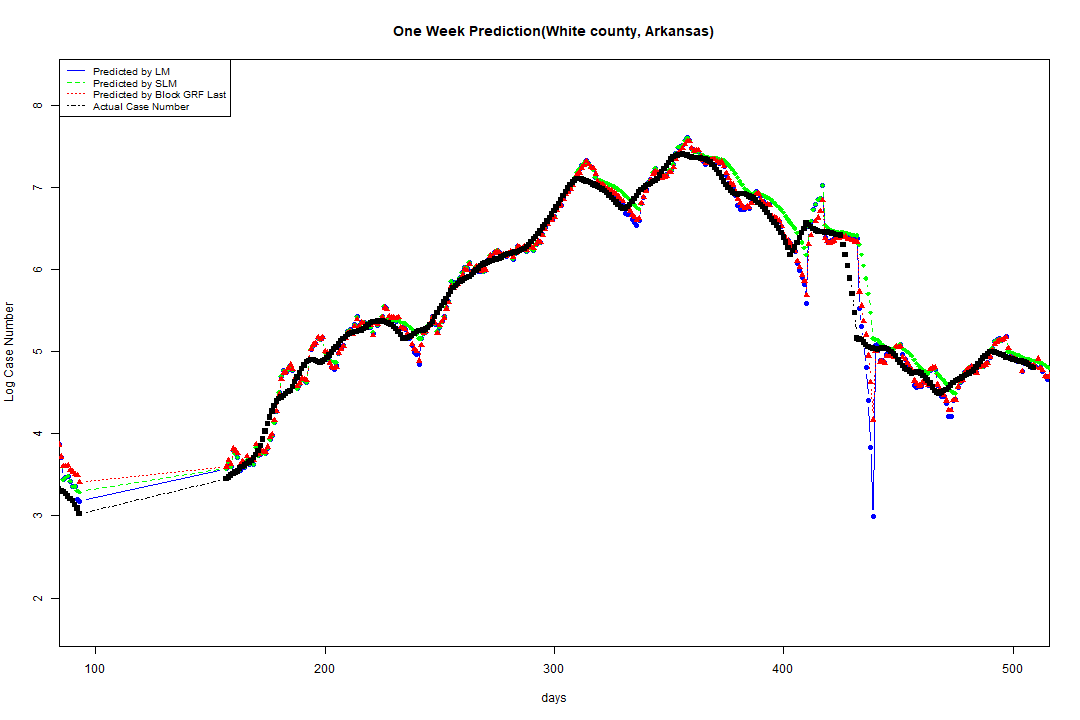 One Week Prediction(White county, Arkansas)
Predicted by LM
Predicted by SLM
Predicted by Block GRF Last
Actual Case Number
8
7
6
5
4
3
2
Log Case Number
100 200 300 400 500
days